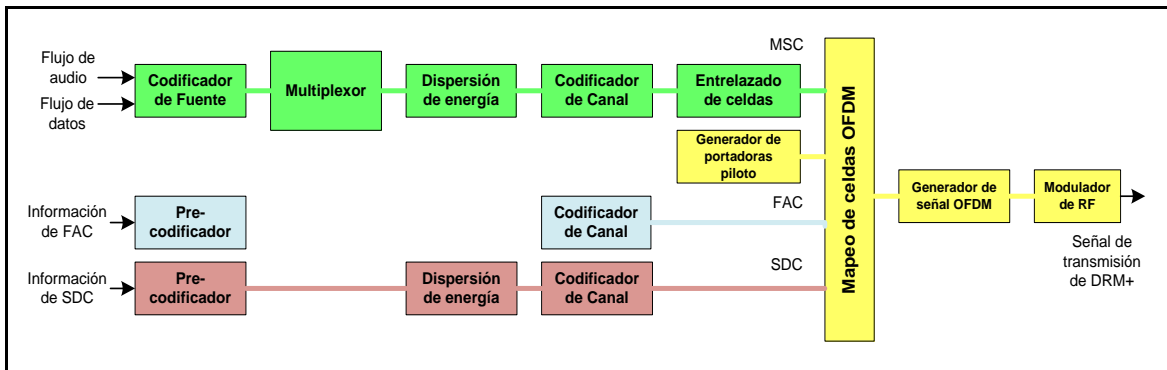 MSC
Flujo de
audio
Flujo de
datos
Codificador
de Fuente
Multiplexor
Dispersión
de energía
Codificador
de Canal
Entrelazado
de celdas
Generador de
portadoras
piloto
Mapeo de celdas OFDM
Generador de
señal OFDM
Modulador
de RF
Información
de FAC
Pre-
codificador
Codificador
de Canal
FAC
Información
de SDC
Pre-
codificador
Dispersión
de energía
Codificador
de Canal
SDC
Señal de
transmisión
de DRM+